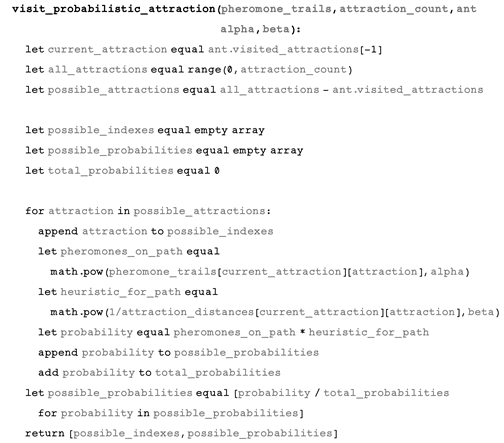 visit_probabilistic_attraction(pheromone_trails,attraction_count,ant
alpha,beta):
let current_attraction equal ant.visited_attractions[-1]
let all_attractions equal range(0,attraction_count)
let possible_attractions equal all_attractions - ant.visited_attractions
let possible_indexes equal empty array
let possible_probabilities equal empty array
let total_probabilities equal 0
for attraction in possible_attractions:
append attraction to possible_indexes
let pheromones_on_path equal
math.pow(pheromone_trails[current_attraction][attraction],alpha)
let heuristic_for_path equal
math.pow(1/attraction_distances[current_attraction][attraction],beta)
let probability equal pheromones_on_path * heuristic_for_path
append probability to possible_probabilities
add probability to total_probabilities
let possible_probabilities equal [probability / total_probabilities
for probability in possible_probabilities]
return [possible_indexes,possible_probabilities]